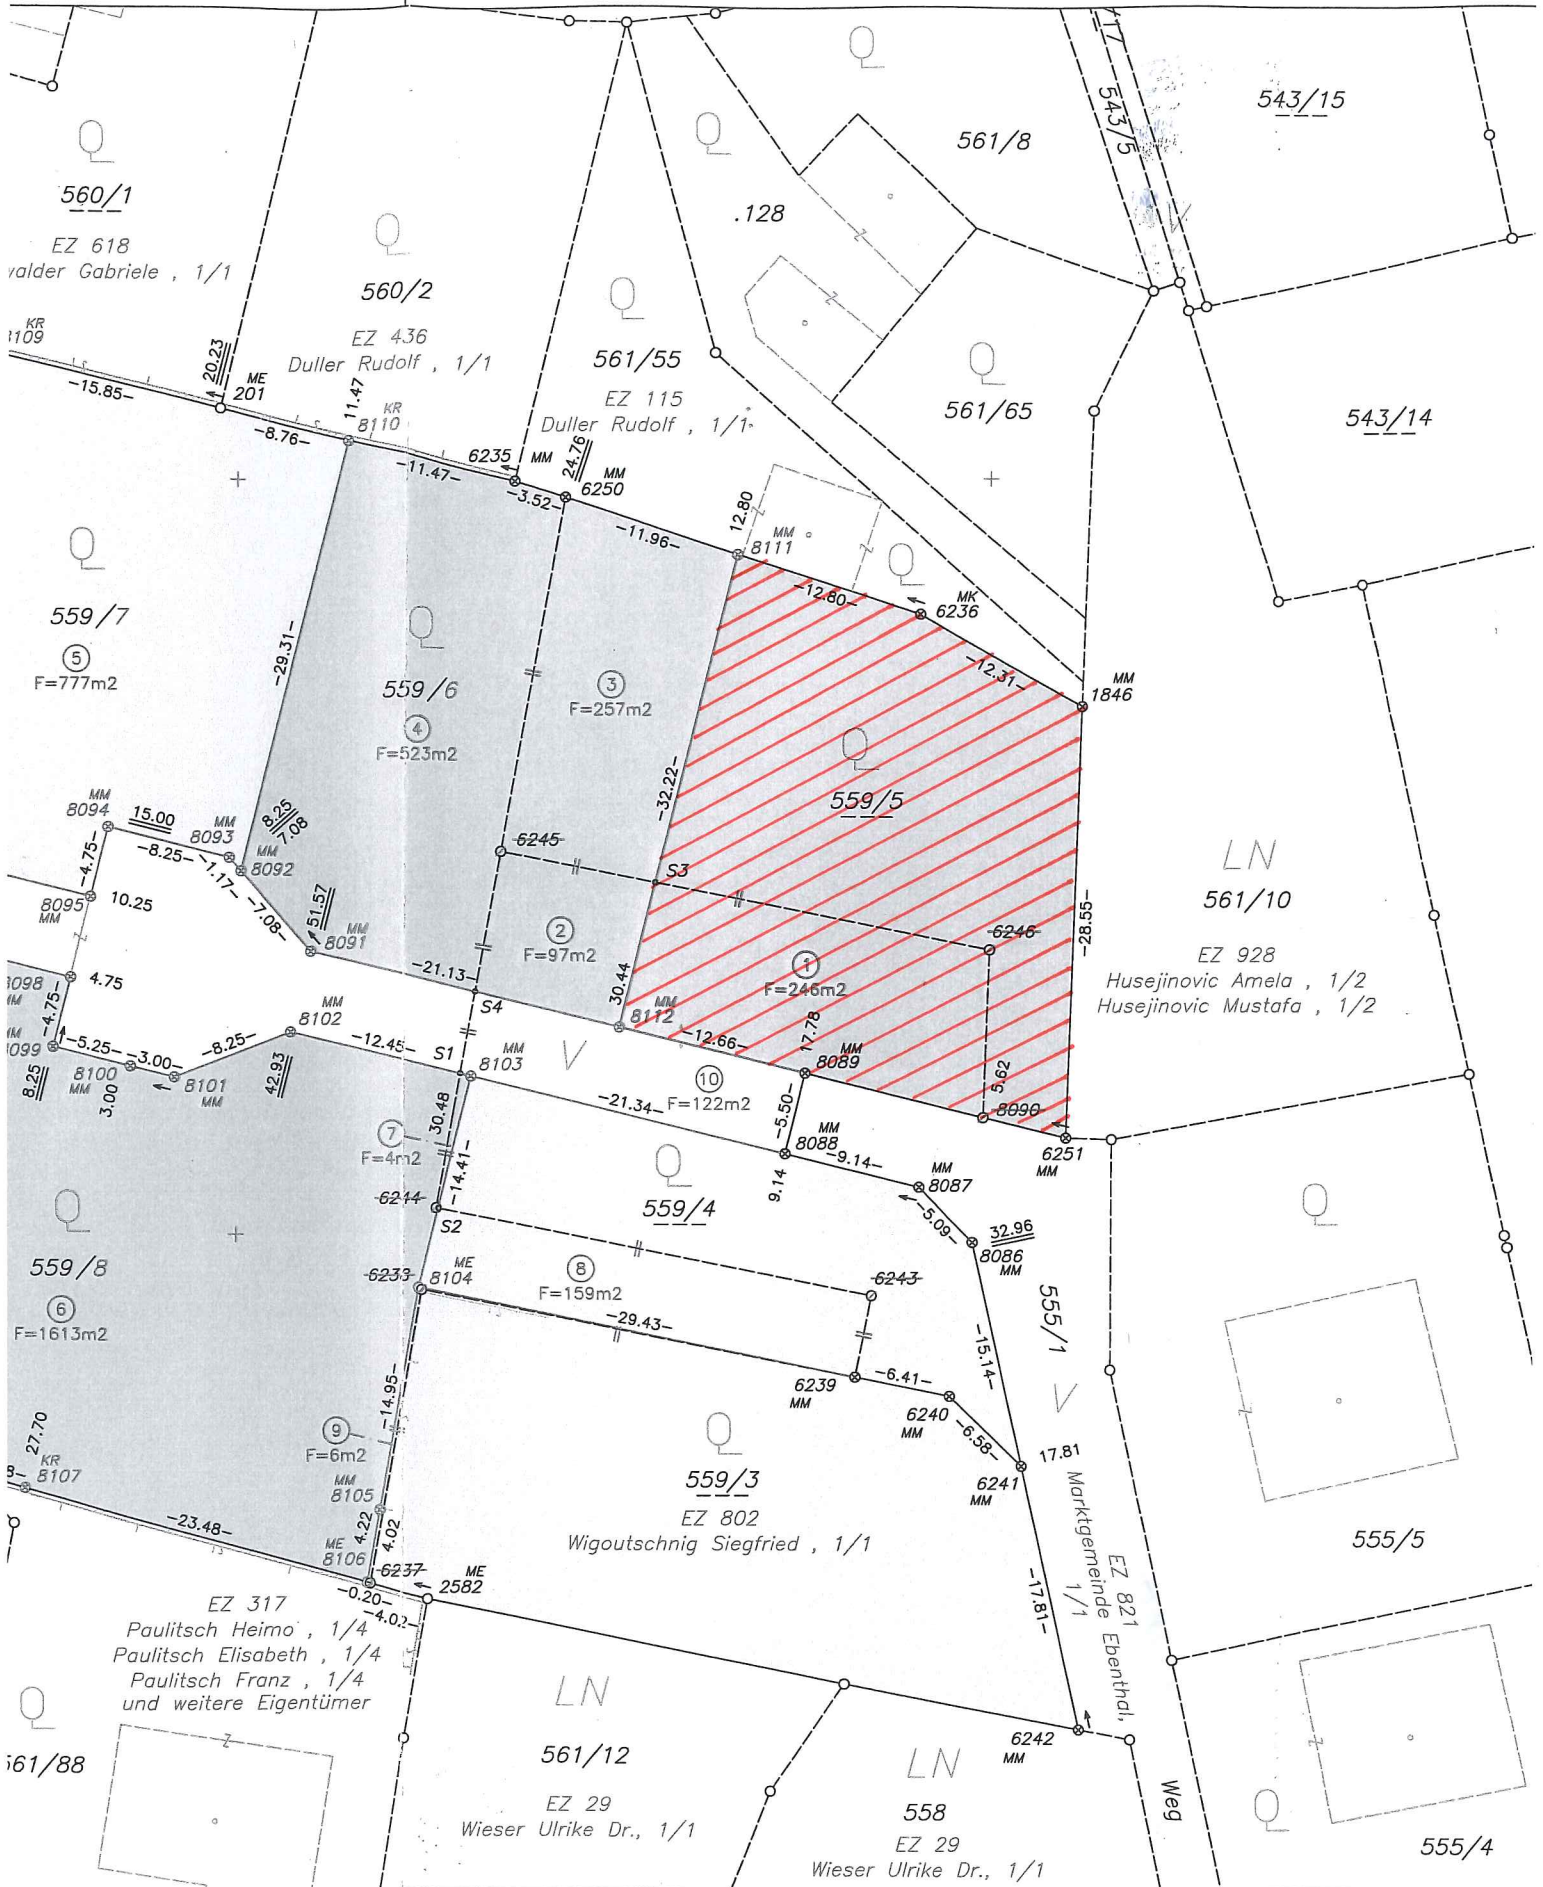 17
543/5
543/15
561/8
560/1
.128
EZ 618
valder Gabriele , 1/1
560/2
EZ 436
Duller Rudolf , 1/1
561/55
EZ 115
Duller Rudolf , 1/1
561/65
543/14
KR
8109
-15.85-
20.23
ME
201
-8.76-
11.47
KR
8110
-11.47-
6235
MM
-3.52-
24.76
MM
6250
-11.96-
12.80
MM
8111
-12.80-
MK
6236
-12.31-
MM
1846
559/7
5
F=777m2
-29.31-
559/6
4
F=523m2
3
F=257m2
-32.22-
559/5
MM
8094
15.00
-8.25-
MM
8093
-1.17-
8.25
7.08
MM
8092
-4.75-
8095
MM
10.25
-7.08-
51.57
MM
8091
6245
S3
6246
-28.55-
LN
561/10
EZ 928
Husejinovic Amela , 1/2
Husejinovic Mustafa , 1/2
2
F=97m2
1
F=246m2
8098
MM
4.75
-21.13-
S4
30.44
MM
8112
-12.66-
17.78
MM
8089
5.62
8090
6251
MM
-4.75-
MM
8099
8.25
-5.25-
8100
MM
-3.00-
3.00
8101
MM
-8.25-
MM
8102
42.93
-12.45-
S1
MM
8103
V
10
F=122m2
-21.34-
-5.50-
MM
8088
-9.14-
9.14
MM
8087
-5.09-
32.96
8086
MM
30.48
7
F=4m2
-14.41-
6244
S2
559/4
559/8
6
F=1613m2
6233
ME
8104
8
F=159m2
6243
-29.43-
555/1
-15.14-
V
6239
MM
-6.41-
6240
MM
-6.58-
6241
MM
17.81
-14.95-
9
F=6m2
559/3
EZ 802
Wigoutschnig Siegfried , 1/1
27.70
KR
8107
8-
-23.48-
MM
8105
4.22
4.02
ME
8106
6237
-0.20-
-4.02-
ME
2582
-17.81-
Marktgemeinde Ebenthal,
1/1
EZ 821
555/5
EZ 317
Paulitsch Heimo , 1/4
Paulitsch Elisabeth , 1/4
Paulitsch Franz , 1/4
und weitere Eigentümer
LN
561/12
EZ 29
Wieser Ulrike Dr., 1/1
6242
MM
LN
558
EZ 29
Wieser Ulrike Dr., 1/1
Weg
561/88
555/4